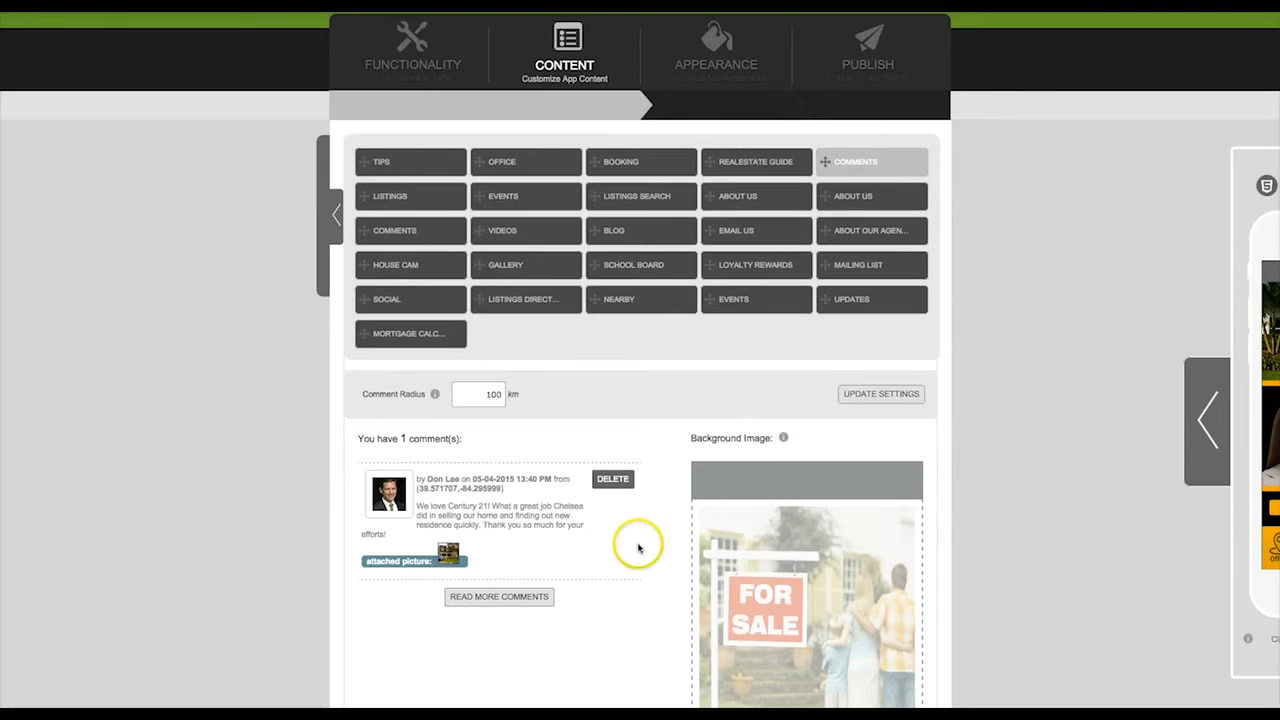 FUNCTIONALITY
CONTENT
Customize App Content
APPEARANCE
PUBLISH
TIPS
OFFICE
BOOKING
REALESTATE GUIDE
COMMENTS
LISTINGS
EVENTS
LISTINGS SEARCH
ABOUT US
ABOUT US
COMMENTS
VIDEOS
BLOG
EMAIL US
ABOUT OUR AGEN...
HOUSE CAM
GALLERY
SCHOOL BOARD
LOYALTY REWARDS
MAILING LIST
SOCIAL
LISTINGS DIRECT...
NEARBY
EVENTS
UPDATES
MORTGAGE CALC...
Comment Radius
100 km
UPDATE SETTINGS
You have 1 comment(s):
Background Image:
by Don Lee on 05-04-2015 13:40 PM from
(39.571707,-84.295999)
DELETE
We love Century 21! What a great job Chelsea
did in selling our home and finding out new
residence quickly. Thank you so much for your
efforts!
attached picture:
READ MORE COMMENTS
FOR
SALE